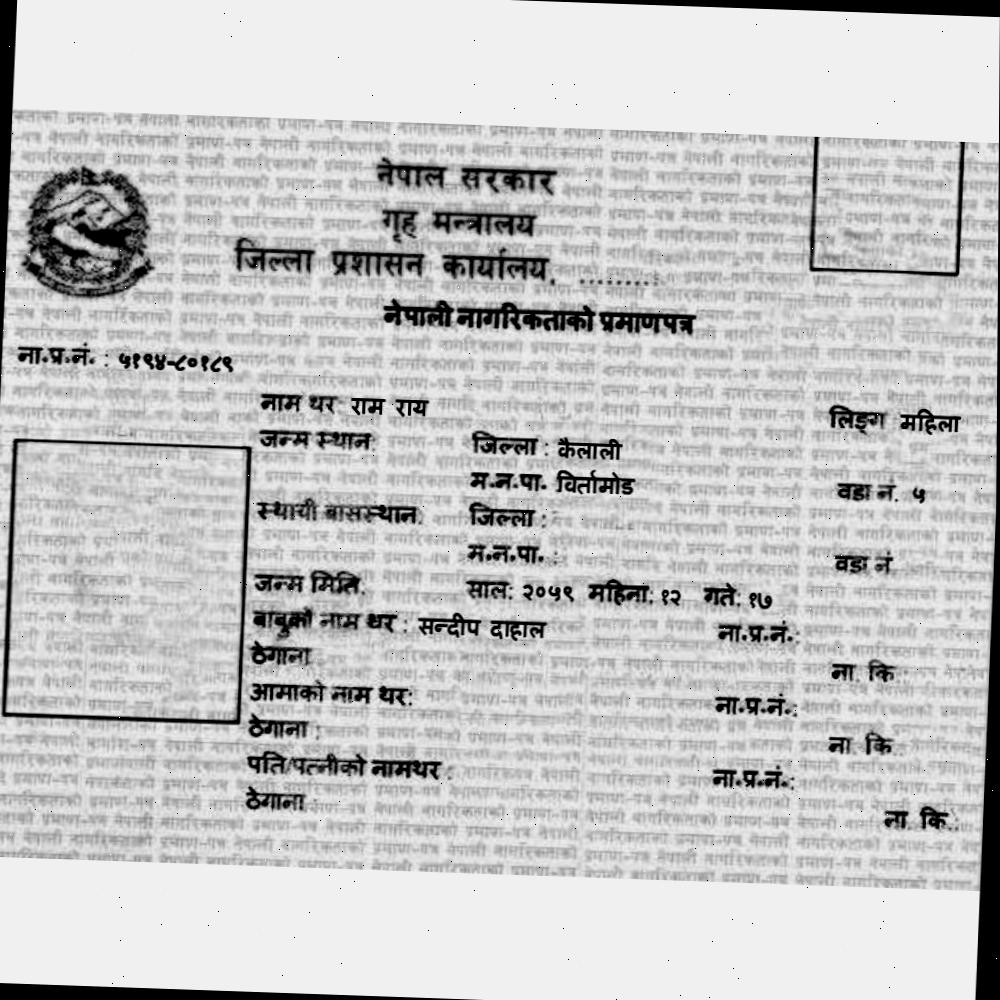 नेपाल सरकार
गृह मन्त्रालय
जिल्ला प्रशासन कार्यालय, .........
नेपाली नागरिकताको प्रमाणपत्र
ना.प्र.नं. : ५१९४-८०१८९
नाम थर राम राय लिङ्ग महिला
जन्म स्थान: जिल्ला : कैलाली
म.न.पा. विर्तामोड वडा नं. ५
स्थायी बासस्थान: जिल्ला :
म.न.पा. : वडा नं
जन्म मिति: साल: २०५९ महिना: १२ गते: १७
बाबुको नाम थर : सन्दीप दाहाल ना.प्र.नं.:
ठेगाना ना. कि.:
आमाको नाम थर: ना.प्र.नं.:
ठेगाना : ना. कि.
पति/पत्नीको नामथर : ना.प्र.नं.:
ठेगाना : ना. कि.: